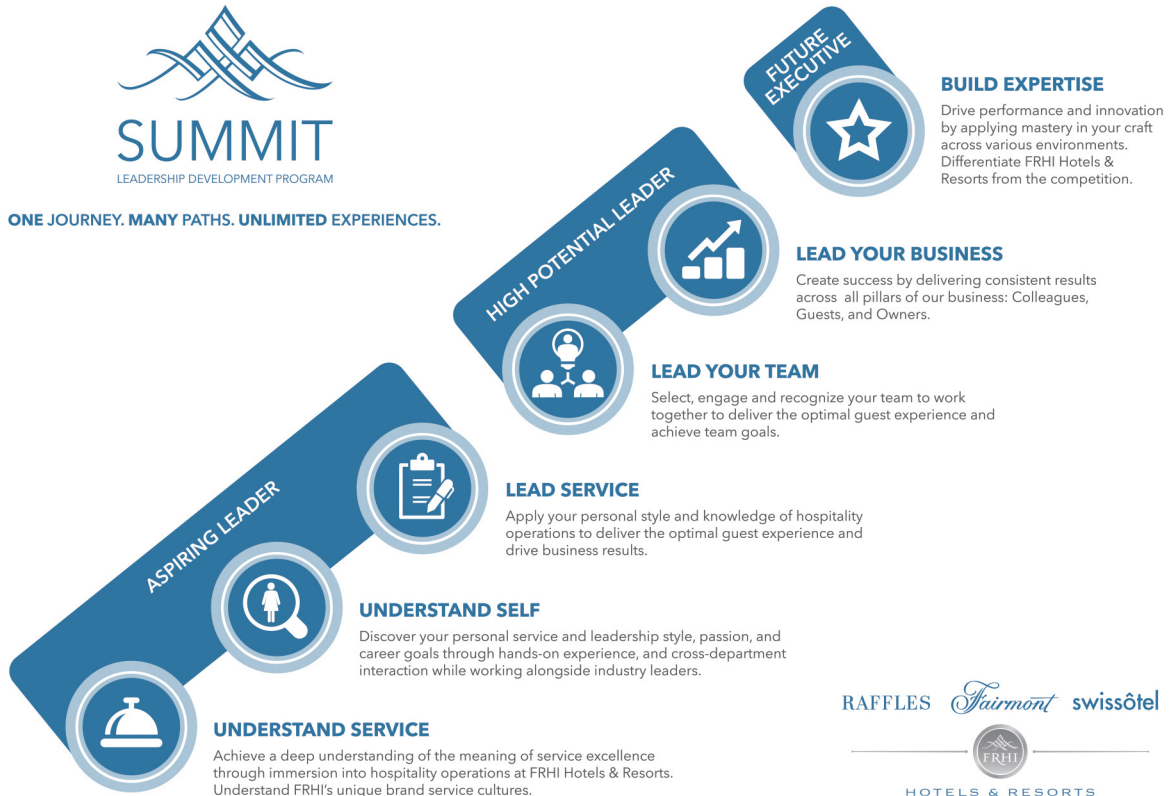 SUMMIT
LEADERSHIP DEVELOPMENT PROGRAM
ONE JOURNEY. MANY PATHS. UNLIMITED EXPERIENCES.
FUTURE
EXECUTIVE
BUILD EXPERTISE
Drive performance and innovation
by applying mastery in your craft
across various environments.
Differentiate FRHI Hotels &
Resorts from the competition.
HIGH POTENTIAL LEADER
LEAD YOUR BUSINESS
Create success by delivering consistent results
across all pillars of our business: Colleagues,
Guests, and Owners.
LEAD YOUR TEAM
Select, engage and recognize your team to work
together to deliver the optimal guest experience and
achieve team goals.
ASPIRING LEADER
LEAD SERVICE
Apply your personal style and knowledge of hospitality
operations to deliver the optimal guest experience and
drive business results.
UNDERSTAND SELF
Discover your personal service and leadership style, passion, and
career goals through hands-on experience, and cross-department
interaction while working alongside industry leaders.
UNDERSTAND SERVICE
Achieve a deep understanding of the meaning of service excellence
through immersion into hospitality operations at FRHI Hotels & Resorts.
Understand FRHI's unique brand service cultures.
RAFFLES Fairmont swissôtel
FRHI
HOTELS & RESORTS